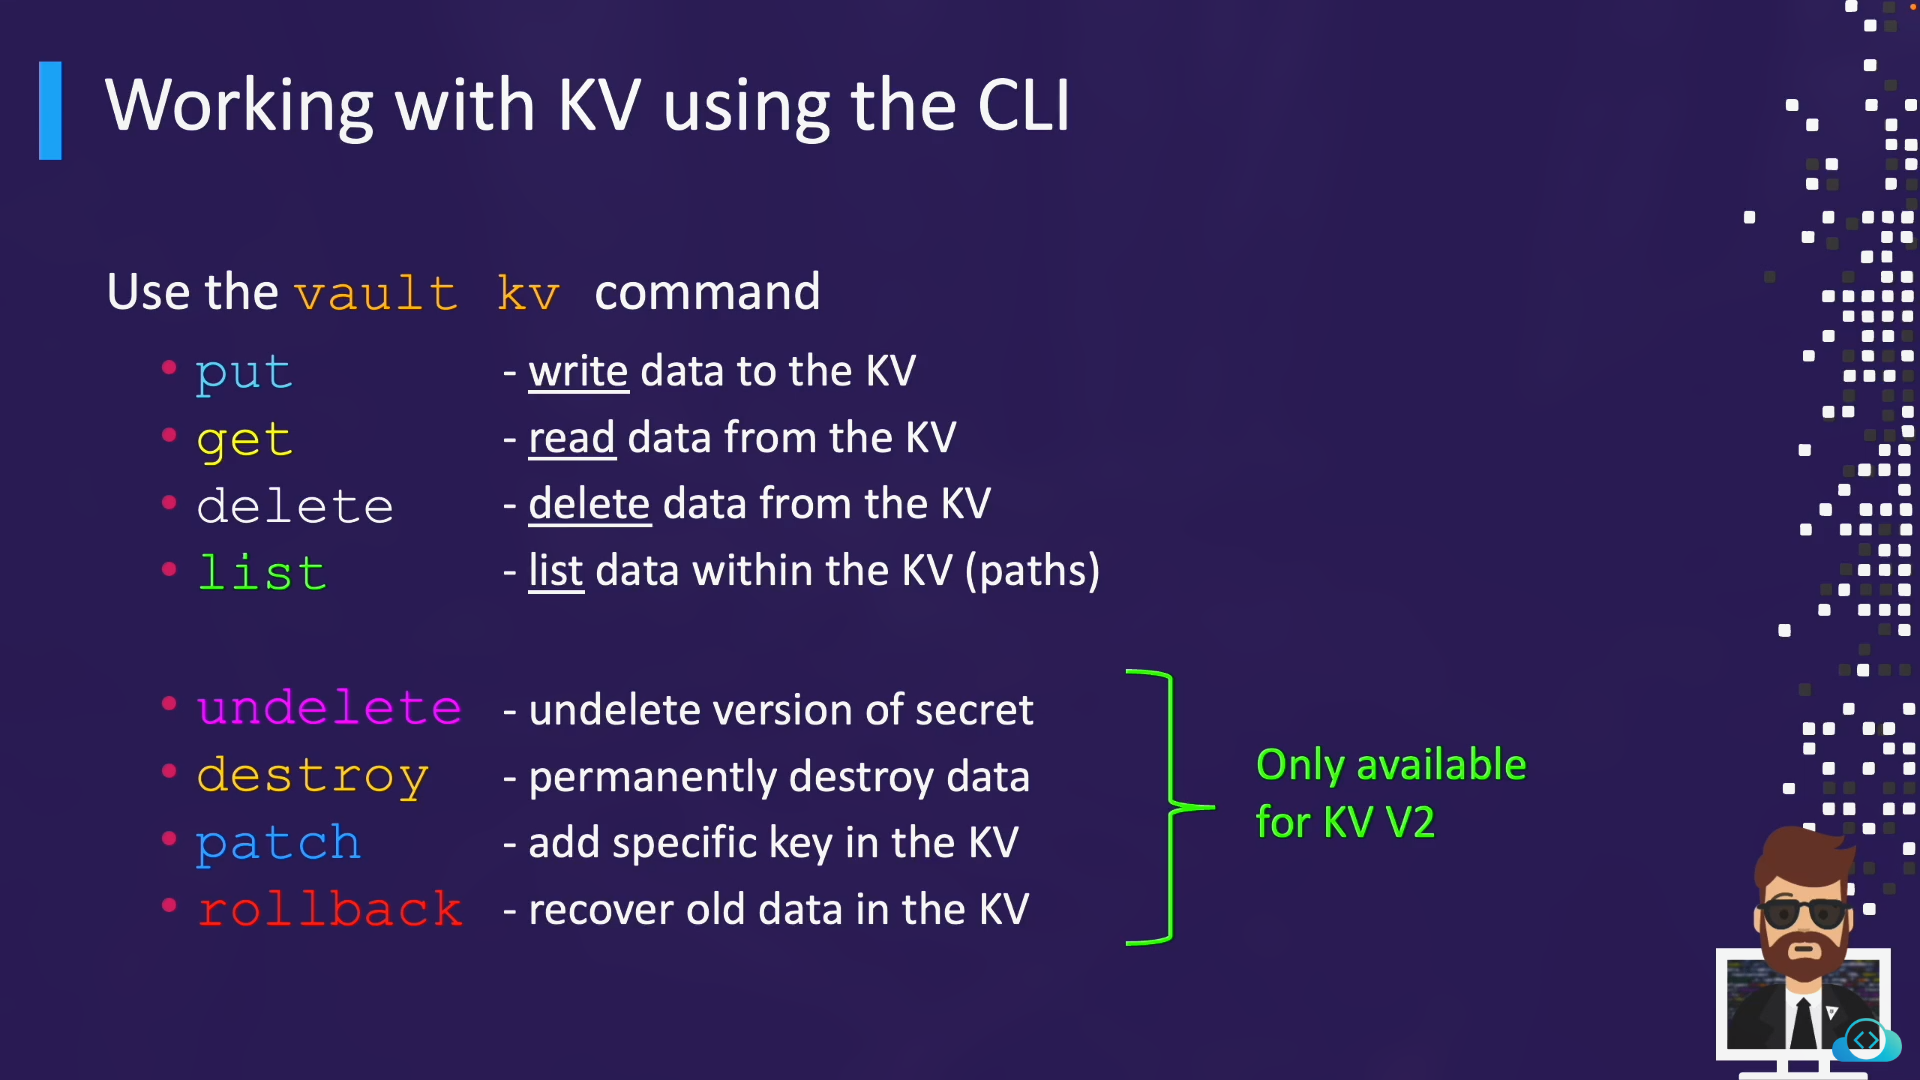 Working with KV using the CLI
Use the vault kv command
• put - write data to the KV
• get - read data from the KV
• delete - delete data from the KV
• list - list data within the KV (paths)
• undelete - undelete version of secret
• destroy - permanently destroy data
• patch - add specific key in the KV
• rollback - recover old data in the KV
Only available
for KV V2